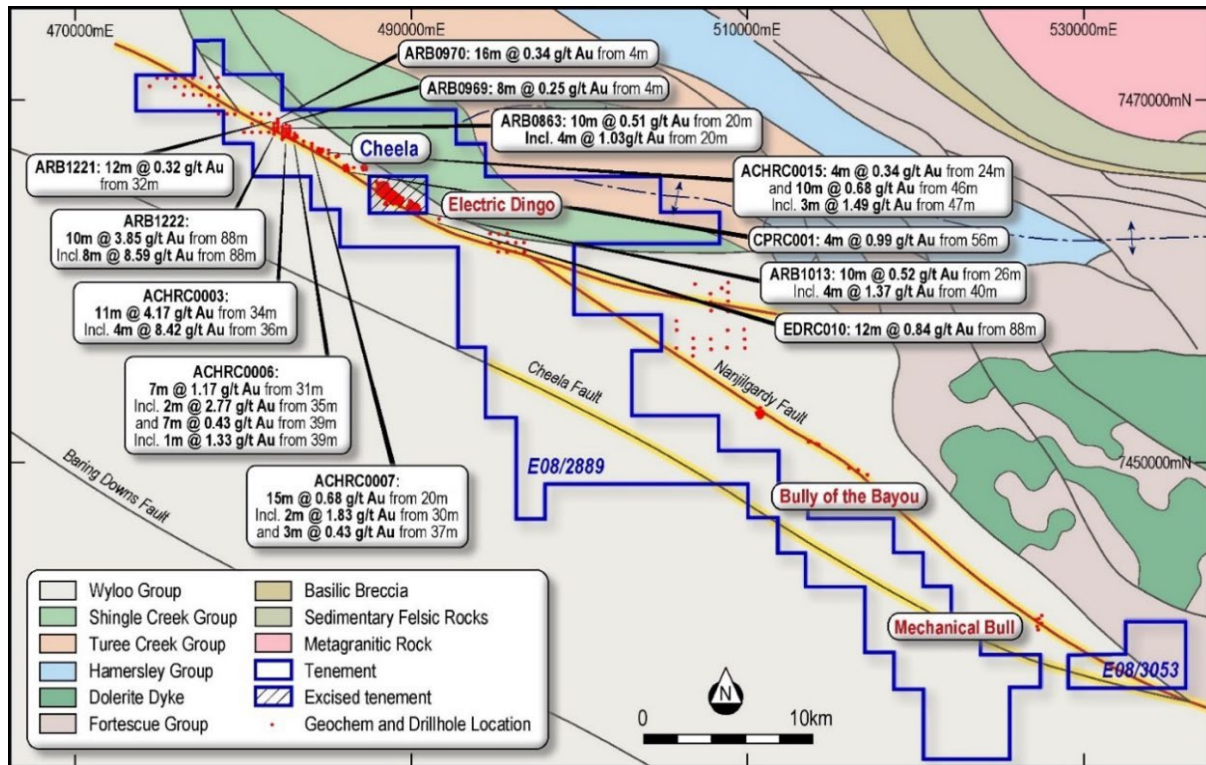 470000mE
490000mE
510000mE
530000mE
7470000mN
7450000mN
ARB0970: 16m @ 0.34 g/t Au from 4m
ARB0969: 8m @ 0.25 g/t Au from 4m
ARB0863: 10m @ 0.51 g/t Au from 20m
Incl. 4m @ 1.03g/t Au from 20m
ARB1221: 12m @ 0.32 g/t Au
from 32m
Cheela
ACHRC0015: 4m @ 0.34 g/t Au from 24m
and 10m @ 0.68 g/t Au from 46m
Incl. 3m @ 1.49 g/t Au from 47m
Electric Dingo
ARB1222:
10m @ 3.85 g/t Au from 88m
Incl.8m @ 8.59 g/t Au from 88m
CPRC001: 4m @ 0.99 g/t Au from 56m
ARB1013: 10m @ 0.52 g/t Au from 26m
Incl. 4m @ 1.37 g/t Au from 40m
ACHRC0003:
11m @ 4.17 g/t Au from 34m
Incl. 4m @ 8.42 g/t Au from 36m
EDRC010: 12m @ 0.84 g/t Au from 88m
ACHRC0006:
7m @ 1.17 g/t Au from 31m
Incl. 2m @ 2.77 g/t Au from 35m
and 7m @ 0.43 g/t Au from 39m
Incl. 1m @ 1.33 g/t Au from 39m
Cheela Fault
Nanjilgardy Fault
Baring Downs Fault
ACHRC0007:
15m @ 0.68 g/t Au from 20m
Incl. 2m @ 1.83 g/t Au from 30m
and 3m @ 0.43 g/t Au from 37m
E08/2889
Bully of the Bayou
Mechanical Bull
E08/3053
Wyloo Group
Shingle Creek Group
Turee Creek Group
Hamersley Group
Dolerite Dyke
Fortescue Group
Basilic Breccia
Sedimentary Felsic Rocks
Metagranitic Rock
Tenement
Excised tenement
Geochem and Drillhole Location
N
0
10km